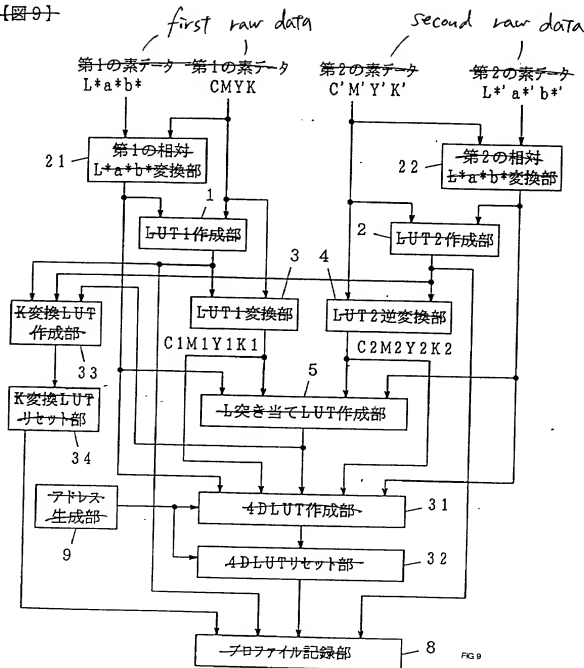 【図9】
first raw data
second raw data
第1の素データ
L*a*b*
第1の素データ
CMYK
第2の素データ
C'M'Y'K'
第2の素データ
L*'a*'b*'
21
第1の相対
L*a*b*変換部
22
第2の相対
L*a*b*変換部
1
LUT1作成部
2
LUT2作成部
K変換LUT
作成部
33
3
LUT1変換部
4
LUT2逆変換部
C1M1Y1K1
C2M2Y2K2
K変換LUT
リセット部
34
5
L突き当てLUT作成部
アドレス
生成部
9
4DLUT作成部
31
4DLUTリセット部
32
プロファイル記録部
8
FIG 9